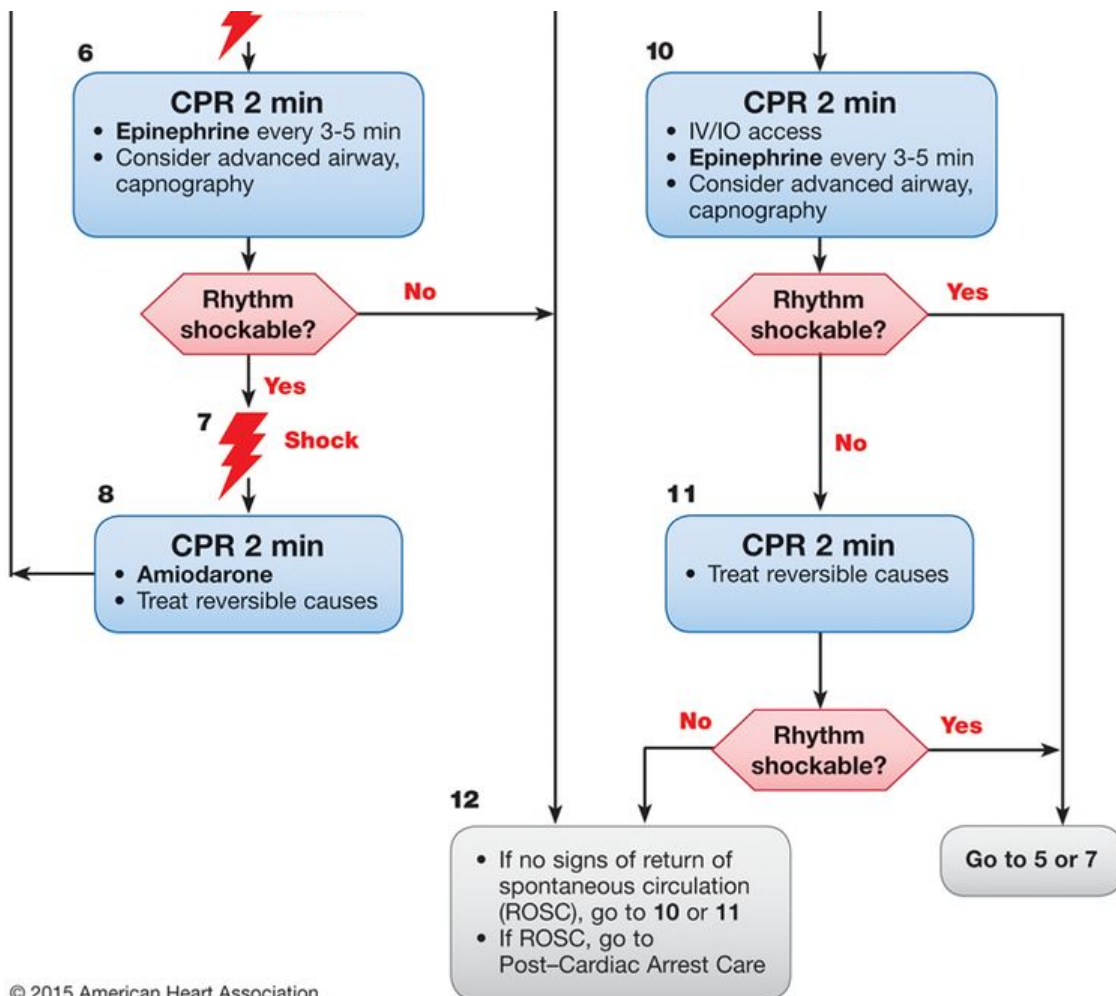 6
CPR 2 min
• Epinephrine every 3-5 min
• Consider advanced airway,
capnography
Rhythm
shockable?
No
Yes
7
Shock
8
CPR 2 min
• Amiodarone
• Treat reversible causes
10
CPR 2 min
• IV/IO access
• Epinephrine every 3-5 min
• Consider advanced airway,
capnography
Rhythm
shockable?
Yes
No
11
CPR 2 min
• Treat reversible causes
Rhythm
shockable?
No
Yes
12
• If no signs of return of
spontaneous circulation
(ROSC), go to 10 or 11
• If ROSC, go to
Post–Cardiac Arrest Care
Go to 5 or 7
© 2015 American Heart Association